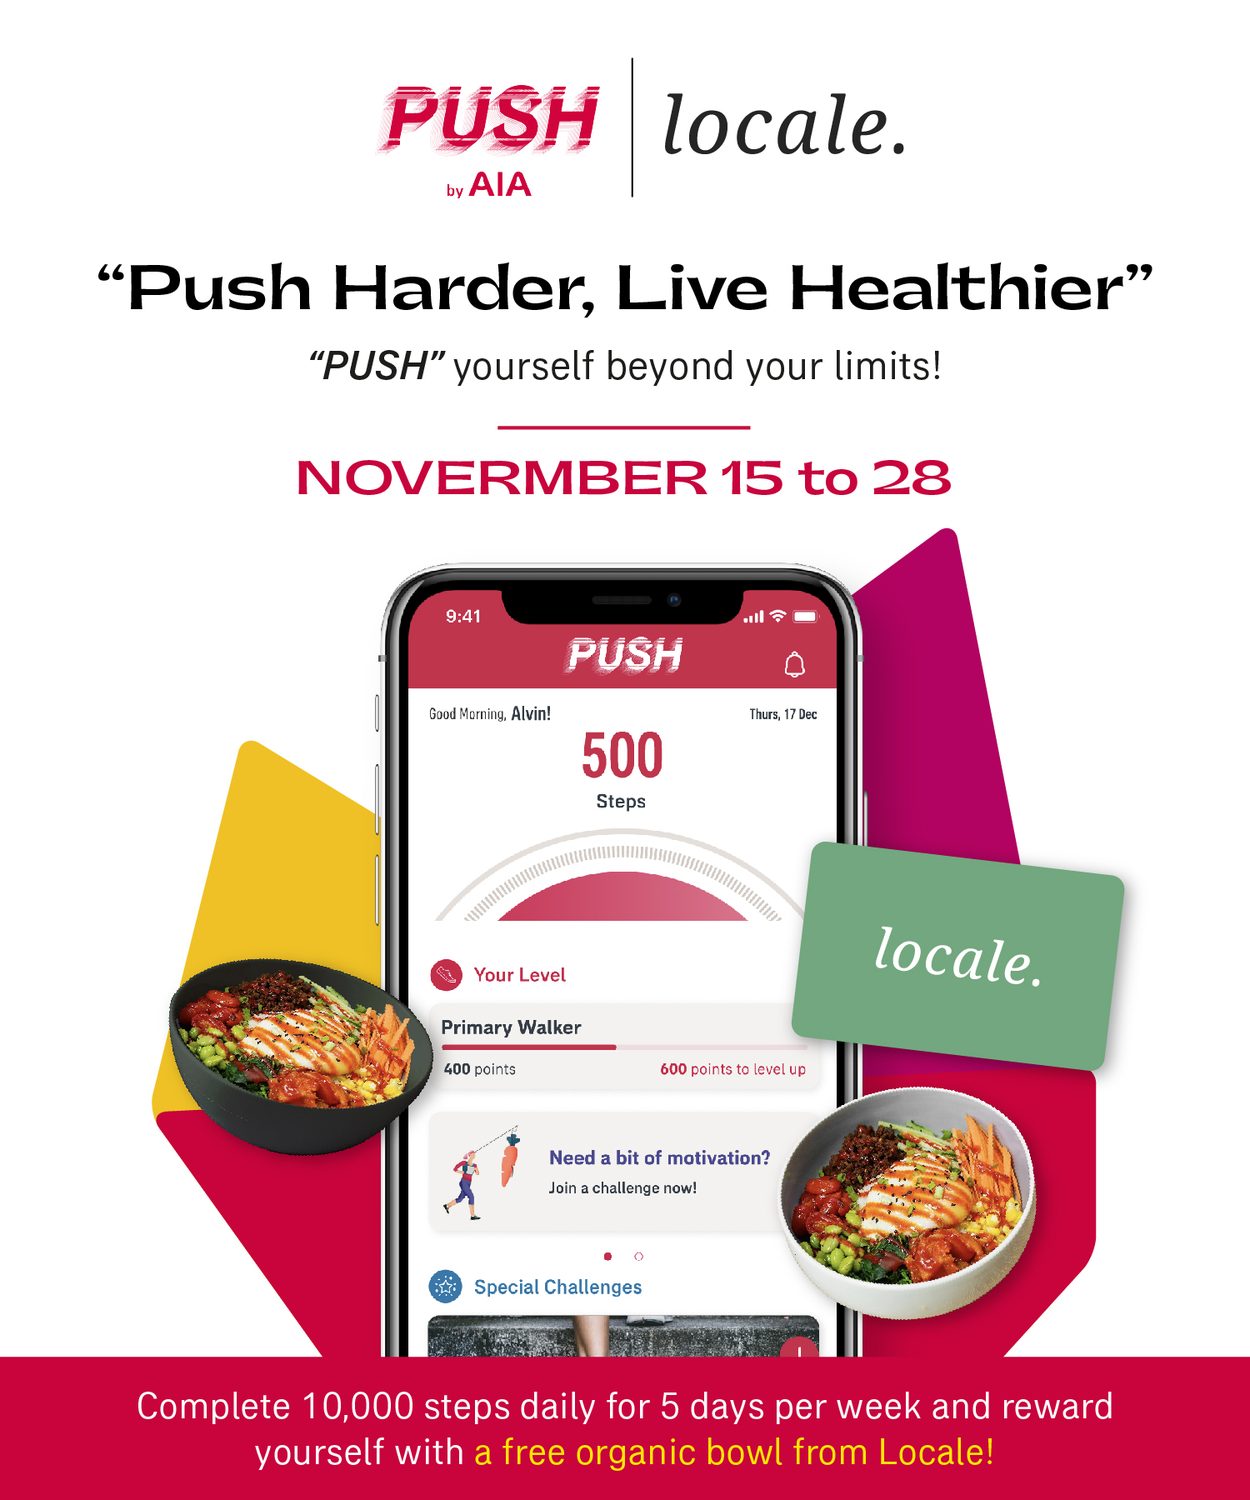 PUSH
by AIA
locale.
“Push Harder, Live Healthier”
“PUSH” yourself beyond your limits!
NOVERMBER 15 to 28
9:41
PUSH
Good Morning, Alvin!
Thurs, 17 Dec
500
Steps
locale.
Your Level
Primary Walker
400 points
600 points to level up
Need a bit of motivation?
Join a challenge now!
Special Challenges
Complete 10,000 steps daily for 5 days per week and reward
yourself with a free organic bowl from Locale!